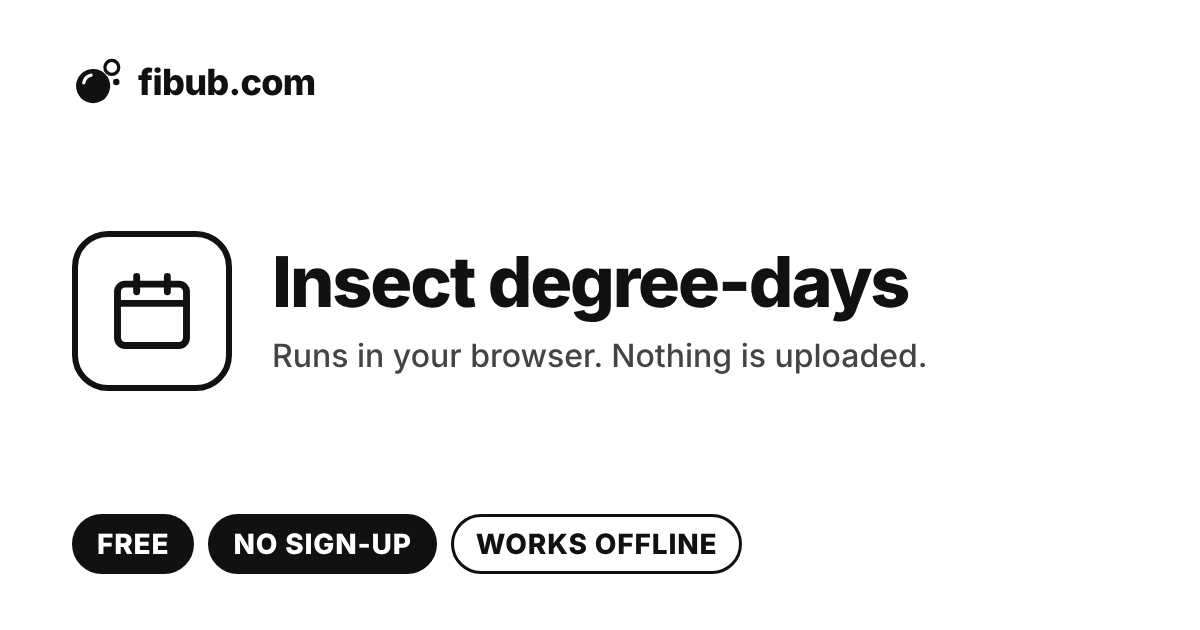 fibub.com
Insect degree-days
Runs in your browser. Nothing is uploaded.
FREE
NO SIGN-UP
WORKS OFFLINE